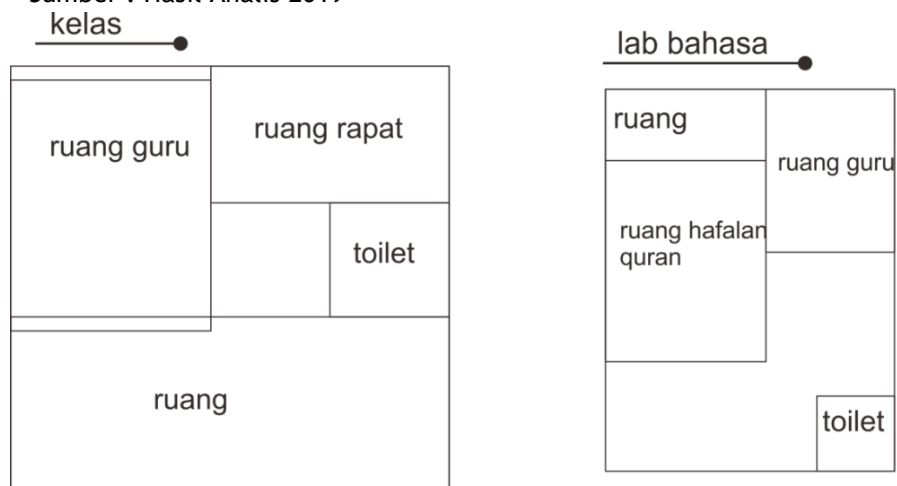 kelas
ruang guru
ruang rapat
toilet
ruang
lab bahasa
ruang
ruang guru
ruang hafalan
quran
toilet